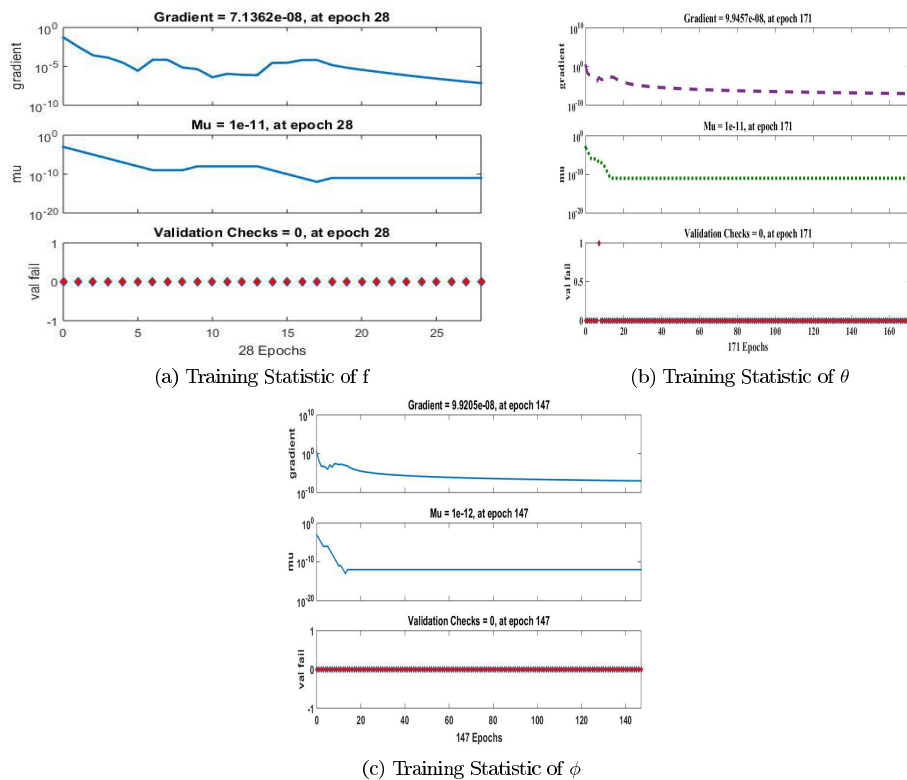 Gradient = 7.1362e-08, at epoch 28
10^0
10^-5
10^-10
gradient
Mu = 1e-11, at epoch 28
10^0
10^-10
10^-20
mu
Validation Checks = 0, at epoch 28
1
0
-1
val fail
0 5 10 15 20 25
28 Epochs
(a) Training Statistic of f
Gradient = 9.9457e-08, at epoch 171
10^10
10^0
10^-10
gradient
Mu = 1e-11, at epoch 171
10^0
10^-10
10^-20
mu
Validation Checks = 0, at epoch 171
1
0.5
0
val fail
0 20 40 60 80 100 120 140 160
171 Epochs
(b) Training Statistic of θ
Gradient = 9.9205e-08, at epoch 147
10^10
10^0
10^-10
gradient
Mu = 1e-12, at epoch 147
10^0
10^-10
10^-20
mu
Validation Checks = 0, at epoch 147
1
0
-1
val fail
0 20 40 60 80 100 120 140
147 Epochs
(c) Training Statistic of ϕ